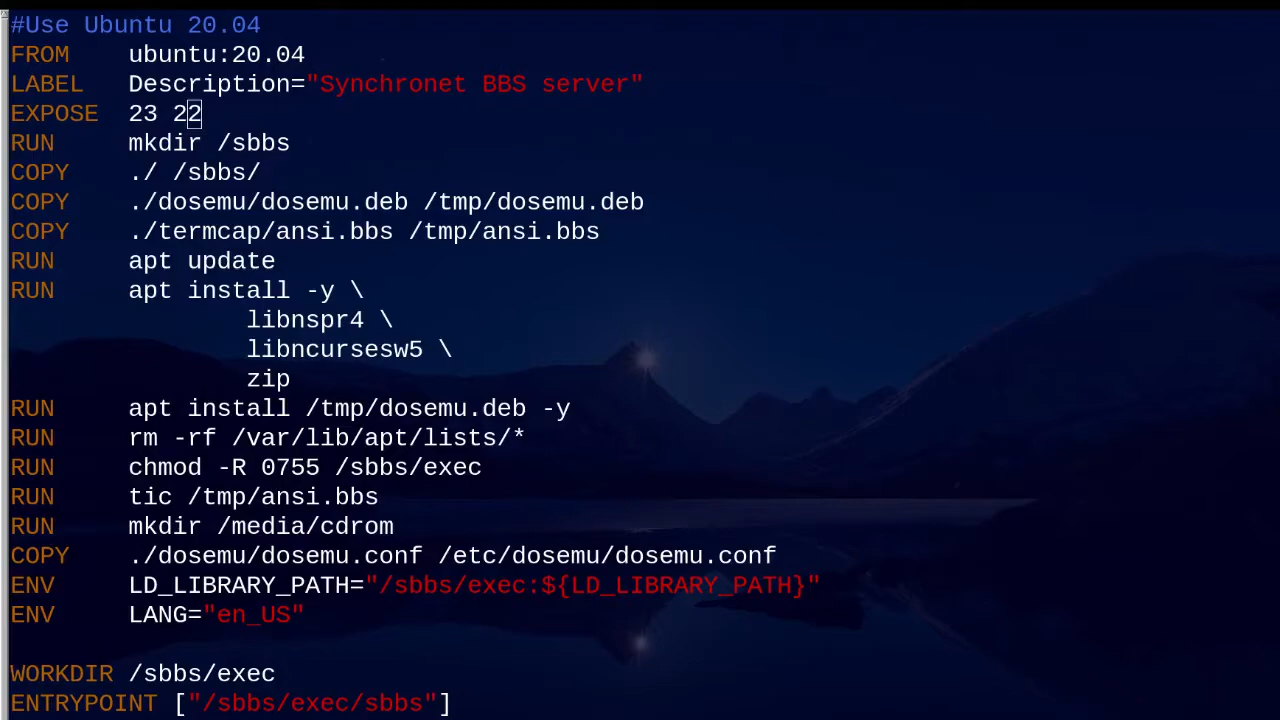 #Use Ubuntu 20.04
FROM    ubuntu:20.04
LABEL   Description="Synchronet BBS server"
EXPOSE  23 22
RUN     mkdir /sbbs
COPY    ./ /sbbs/
COPY    ./dosemu/dosemu.deb /tmp/dosemu.deb
COPY    ./termcap/ansi.bbs /tmp/ansi.bbs
RUN     apt update
RUN     apt install -y \
                libnspr4 \
                libncursesw5 \
                zip
RUN     apt install /tmp/dosemu.deb -y
RUN     rm -rf /var/lib/apt/lists/*
RUN     chmod -R 0755 /sbbs/exec
RUN     tic /tmp/ansi.bbs
RUN     mkdir /media/cdrom
COPY    ./dosemu/dosemu.conf /etc/dosemu/dosemu.conf
ENV     LD_LIBRARY_PATH="/sbbs/exec:${LD_LIBRARY_PATH}"
ENV     LANG="en_US"

WORKDIR /sbbs/exec
ENTRYPOINT ["/sbbs/exec/sbbs"]